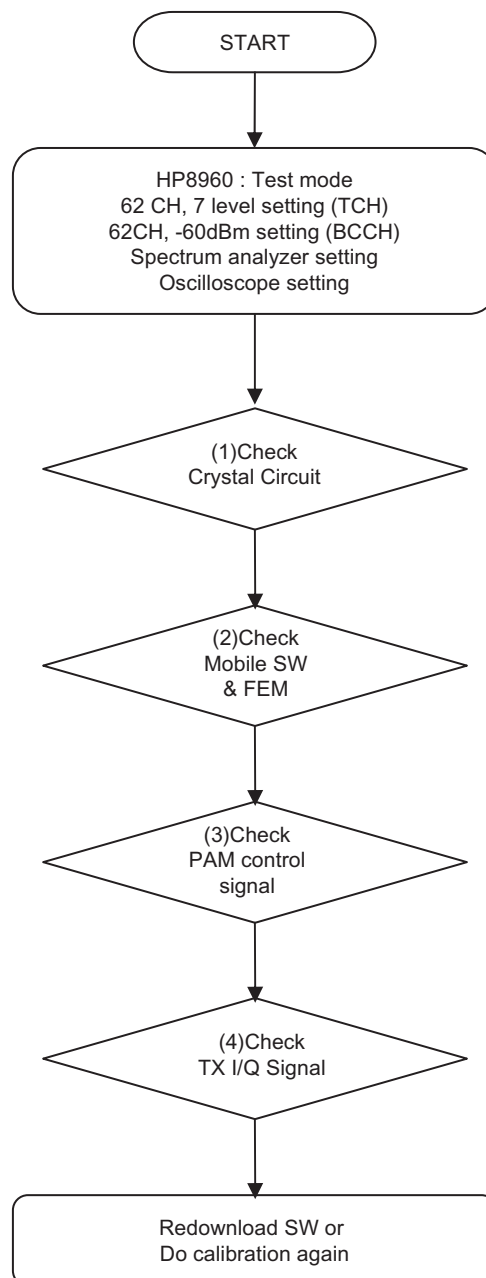 START
HP8960 : Test mode
62 CH, 7 level setting (TCH)
62CH, -60dBm setting (BCCH)
Spectrum analyzer setting
Oscilloscope setting
(1)Check
Crystal Circuit
(2)Check
Mobile SW
& FEM
(3)Check
PAM control
signal
(4)Check
TX I/Q Signal
Redownload SW or
Do calibration again